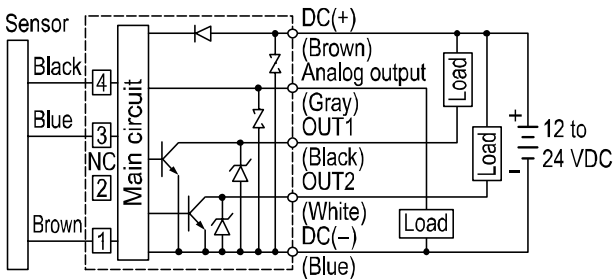 Sensor
Black
Blue
Brown
4
3
NC
2
1
Main circuit
DC(+)
(Brown)
Analog output
(Gray)
OUT1
(Black)
OUT2
(White)
DC(−)
(Blue)
Load
Load
Load
+
12 to
24 VDC
−